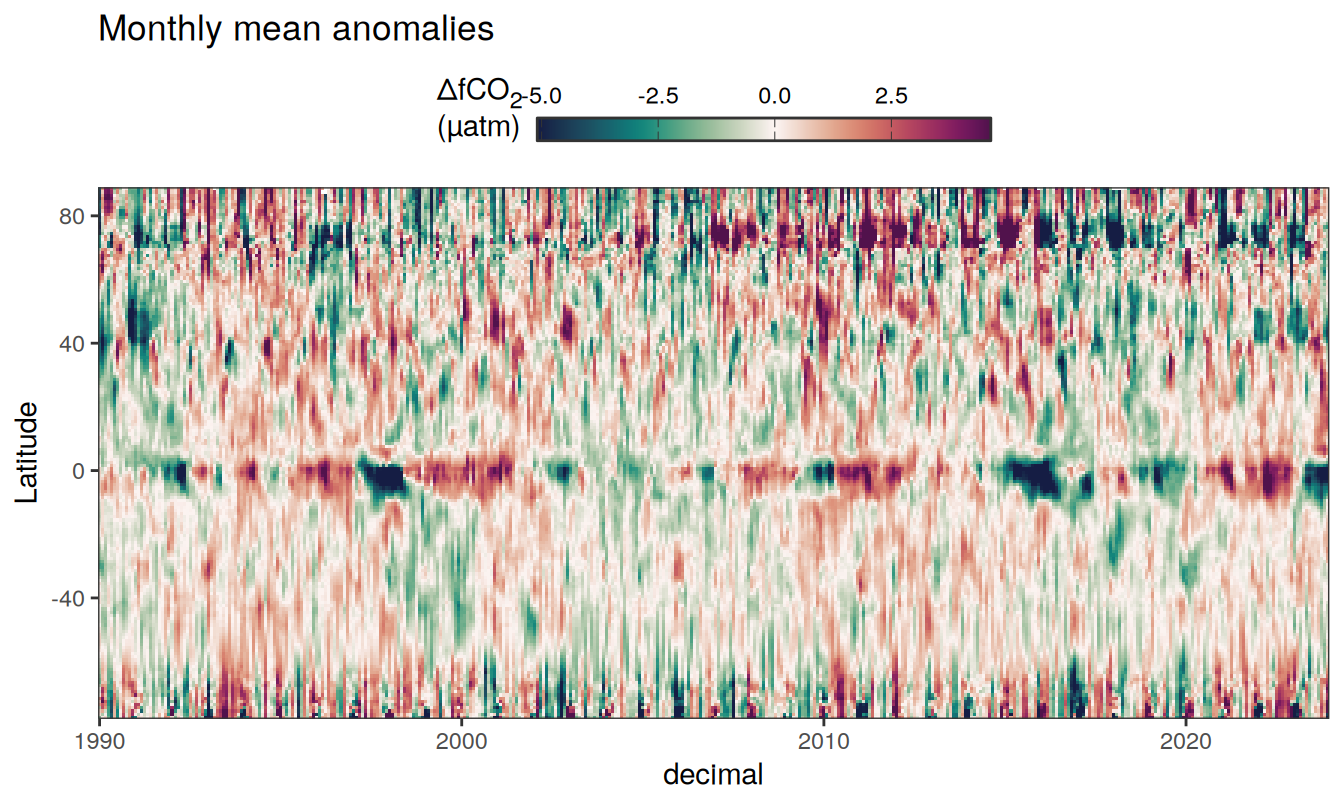 Monthly mean anomalies
ΔfCO₂
(µatm)
-5.0 -2.5 0.0 2.5
80
40
0
-40
Latitude
1990 2000 2010 2020
decimal